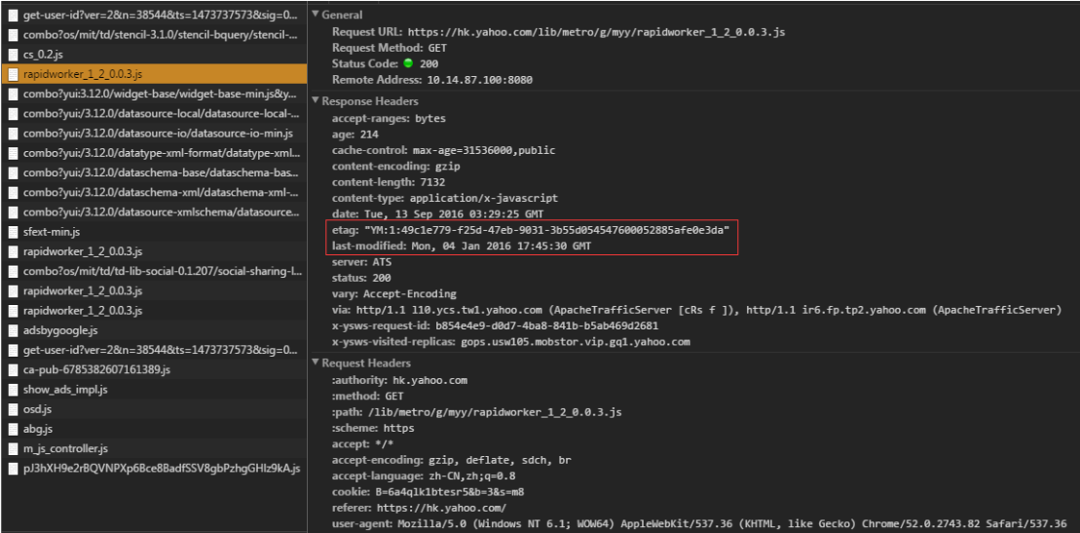 get-user-id?ver=2&n=38544&ts=1473737573&sig=0...
combo?os/mit/td/stencil-3.1.0/stencil-bquery/stencil-...
cs_0.2.js
rapidworker_1_2_0.0.3.js
combo?yui:3.12.0/widget-base/widget-base-min.js&y...
combo?yui:/3.12.0/datasource-local/datasource-local-...
combo?yui:/3.12.0/datasource-io/datasource-io-min.js
combo?yui:/3.12.0/datatype-xml-format/datatype-xml...
combo?yui:/3.12.0/dataschema-base/dataschema-bas...
combo?yui:/3.12.0/dataschema-xml/dataschema-xml-...
combo?yui:/3.12.0/datasource-xmlschema/datasource...
sfext-min.js
rapidworker_1_2_0.0.3.js
combo?os/mit/td/td-lib-social-0.1.207/social-sharing-l...
rapidworker_1_2_0.0.3.js
rapidworker_1_2_0.0.3.js
adsbygoogle.js
get-user-id?ver=2&n=38544&ts=1473737573&sig=0...
ca-pub-6785382607161389.js
show_ads_impl.js
osd.js
abg.js
m_js_controller.js
pJ3hXH9e2rBQVNPXp6Bce8BadfSSV8gbPzhgGHlz9kA.js
General
Request URL: https://hk.yahoo.com/lib/metro/g/myy/rapidworker_1_2_0.0.3.js
Request Method: GET
Status Code: 200
Remote Address: 10.14.87.100:8080
Response Headers
accept-ranges: bytes
age: 214
cache-control: max-age=31536000,public
content-encoding: gzip
content-length: 7132
content-type: application/x-javascript
date: Tue, 13 Sep 2016 03:29:25 GMT
etag: "YM:1:49c1e779-f25d-47eb-9031-3b55d054547600052885afe0e3da"
last-modified: Mon, 04 Jan 2016 17:45:30 GMT
server: ATS
status: 200
vary: Accept-Encoding
via: http/1.1 l10.ycs.tw1.yahoo.com (ApacheTrafficServer [cRs f ]), http/1.1 ir6.fp.tp2.yahoo.com (ApacheTrafficServer)
x-ysws-request-id: b854e4e9-d0d7-4ba8-841b-b5ab469d2681
x-ysws-visited-replicas: gops.usw105.mobstor.vip.gq1.yahoo.com
Request Headers
:authority: hk.yahoo.com
:method: GET
:path: /lib/metro/g/myy/rapidworker_1_2_0.0.3.js
:scheme: https
accept: */*
accept-encoding: gzip, deflate, sdch, br
accept-language: zh-CN,zh;q=0.8
cookie: B=6a4qlk1btesr5&b=3&s=m8
referer: https://hk.yahoo.com/
user-agent: Mozilla/5.0 (Windows NT 6.1; WOW64) AppleWebKit/537.36 (KHTML, like Gecko) Chrome/52.0.2743.82 Safari/537.36